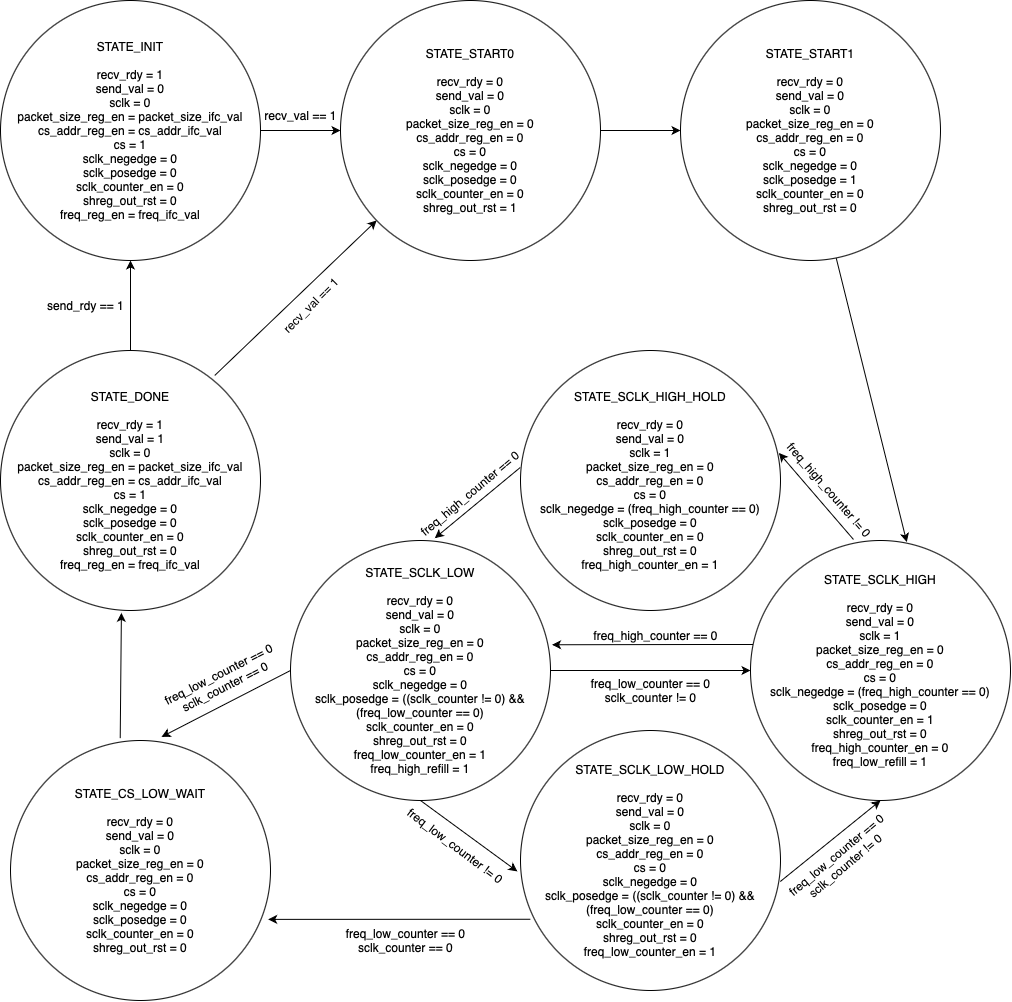 STATE_INIT
recv_rdy = 1
send_val = 0
sclk = 0
packet_size_reg_en = packet_size_ifc_val
cs_addr_reg_en = cs_addr_ifc_val
cs = 1
sclk_negedge = 0
sclk_posedge = 0
sclk_counter_en = 0
shreg_out_rst = 0
freq_reg_en = freq_ifc_val
recv_val == 1
STATE_START0
recv_rdy = 0
send_val = 0
sclk = 0
packet_size_reg_en = 0
cs_addr_reg_en = 0
cs = 0
sclk_negedge = 0
sclk_posedge = 0
sclk_counter_en = 0
shreg_out_rst = 1
STATE_START1
recv_rdy = 0
send_val = 0
sclk = 0
packet_size_reg_en = 0
cs_addr_reg_en = 0
cs = 0
sclk_negedge = 0
sclk_posedge = 1
sclk_counter_en = 0
shreg_out_rst = 0
send_rdy == 1
recv_val == 1
STATE_DONE
recv_rdy = 1
send_val = 1
sclk = 0
packet_size_reg_en = packet_size_ifc_val
cs_addr_reg_en = cs_addr_ifc_val
cs = 1
sclk_negedge = 0
sclk_posedge = 0
sclk_counter_en = 0
shreg_out_rst = 0
freq_reg_en = freq_ifc_val
STATE_SCLK_HIGH_HOLD
recv_rdy = 0
send_val = 0
sclk = 1
packet_size_reg_en = 0
cs_addr_reg_en = 0
cs = 0
sclk_negedge = (freq_high_counter == 0)
sclk_posedge = 0
sclk_counter_en = 0
shreg_out_rst = 0
freq_high_counter_en = 1
freq_high_counter == 0
freq_high_counter != 0
STATE_SCLK_LOW
recv_rdy = 0
send_val = 0
sclk = 0
packet_size_reg_en = 0
cs_addr_reg_en = 0
cs = 0
sclk_negedge = 0
sclk_posedge = ((sclk_counter != 0) &&
(freq_low_counter == 0)
sclk_counter_en = 0
shreg_out_rst = 0
freq_low_counter_en = 1
freq_high_refill = 1
freq_high_counter == 0
freq_low_counter == 0
sclk_counter != 0
STATE_SCLK_HIGH
recv_rdy = 0
send_val = 0
sclk = 1
packet_size_reg_en = 0
cs_addr_reg_en = 0
cs = 0
sclk_negedge = (freq_high_counter == 0)
sclk_posedge = 0
sclk_counter_en = 1
shreg_out_rst = 0
freq_high_counter_en = 0
freq_low_refill = 1
freq_low_counter == 0
sclk_counter == 0
STATE_CS_LOW_WAIT
recv_rdy = 0
send_val = 0
sclk = 0
packet_size_reg_en = 0
cs_addr_reg_en = 0
cs = 0
sclk_negedge = 0
sclk_posedge = 0
sclk_counter_en = 0
shreg_out_rst = 0
freq_low_counter != 0
STATE_SCLK_LOW_HOLD
recv_rdy = 0
send_val = 0
sclk = 0
packet_size_reg_en = 0
cs_addr_reg_en = 0
cs = 0
sclk_negedge = 0
sclk_posedge = ((sclk_counter != 0) &&
(freq_low_counter == 0)
sclk_counter_en = 0
shreg_out_rst = 0
freq_low_counter_en = 1
freq_low_counter == 0
sclk_counter != 0
freq_low_counter == 0
sclk_counter == 0